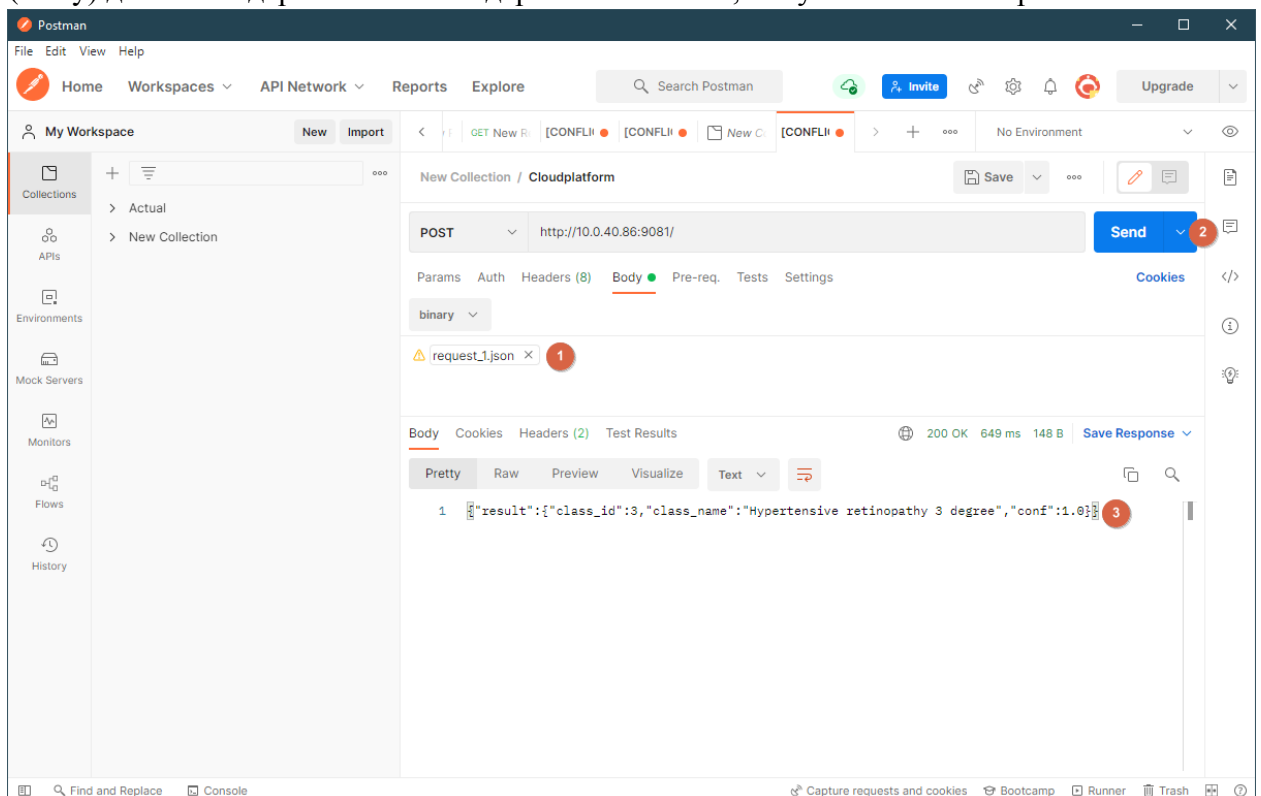 Postman
File Edit View Help
Home Workspaces API Network Reports Explore Search Postman Invite Upgrade
My Workspace New Import GET New R [CONFLI [CONFLI New C [CONFLI No Environment
Collections
New Collection / Cloudplatform Save
Actual
New Collection
POST http://10.0.40.86:9081/ Send 2
APIs
Params Auth Headers (8) Body Pre-req. Tests Settings Cookies
Environments
binary
request_1.json 1
Mock Servers
Monitors
Body Cookies Headers (2) Test Results 200 OK 649 ms 148 B Save Response
Pretty Raw Preview Visualize Text
Flows
1 {"result":{"class_id":3,"class_name":"Hypertensive retinopathy 3 degree","conf":1.0}} 3
History
Find and Replace Console Capture requests and cookies Bootcamp Runner Trash